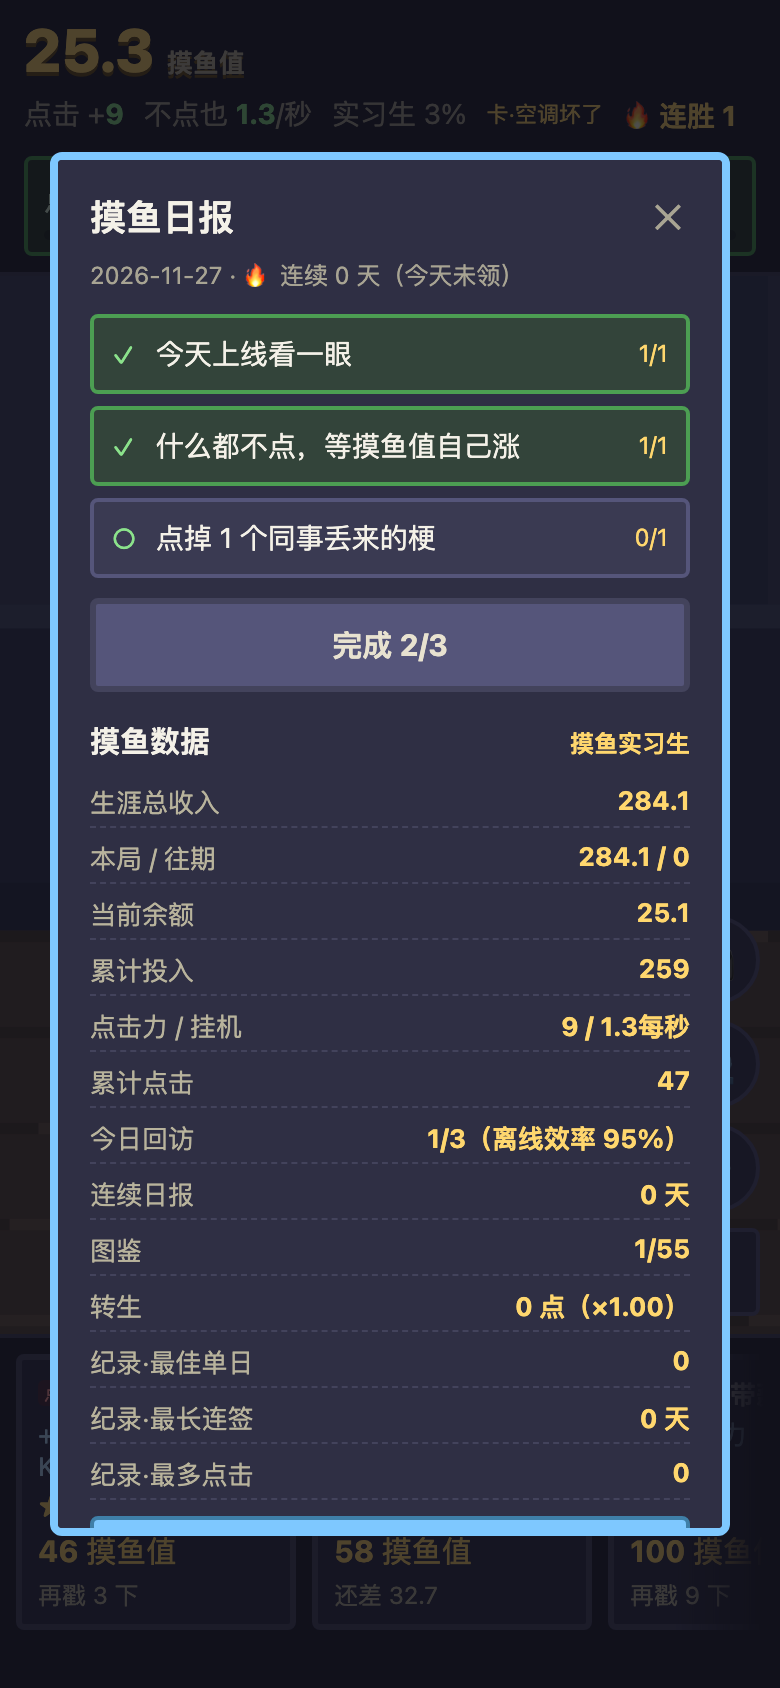 25.3 摸鱼值
点击 +9 不点也 1.3/秒 实习生 3% 卡·空调坏了 🔥 连胜 1
摸鱼日报
2026-11-27 · 🔥 连续 0 天（今天未领）
✓ 今天上线看一眼 1/1
✓ 什么都不点，等摸鱼值自己涨 1/1
点掉 1 个同事丢来的梗 0/1
完成 2/3
摸鱼数据 摸鱼实习生
生涯总收入 284.1
本局 / 往期 284.1 / 0
当前余额 25.1
累计投入 259
点击力 / 挂机 9 / 1.3每秒
累计点击 47
今日回访 1/3（离线效率 95%）
连续日报 0 天
图鉴 1/55
转生 0 点（×1.00）
纪录·最佳单日 0
纪录·最长连签 0 天
纪录·最多点击 0
46 摸鱼值 58 摸鱼值 100 摸鱼
再戳 3 下 还差 32.7 再戳 9 下